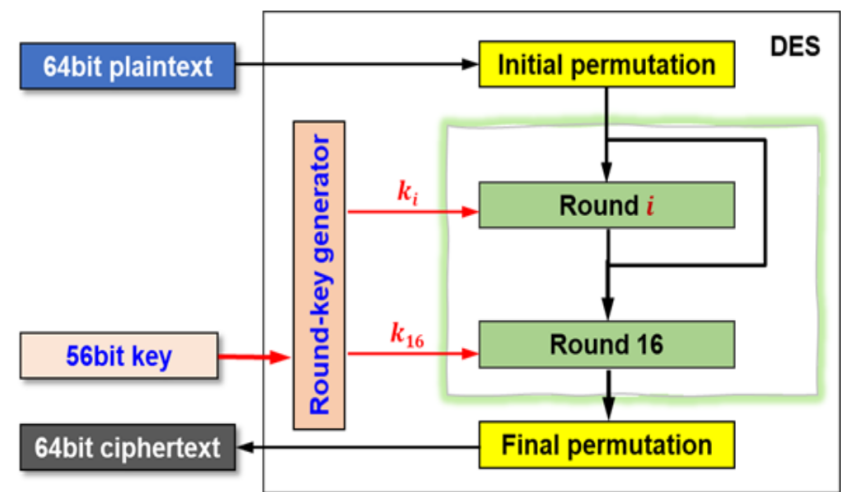 DES
64bit plaintext
Initial permutation
Round-key generator
k_i
Round i
k_16
Round 16
56bit key
64bit ciphertext
Final permutation